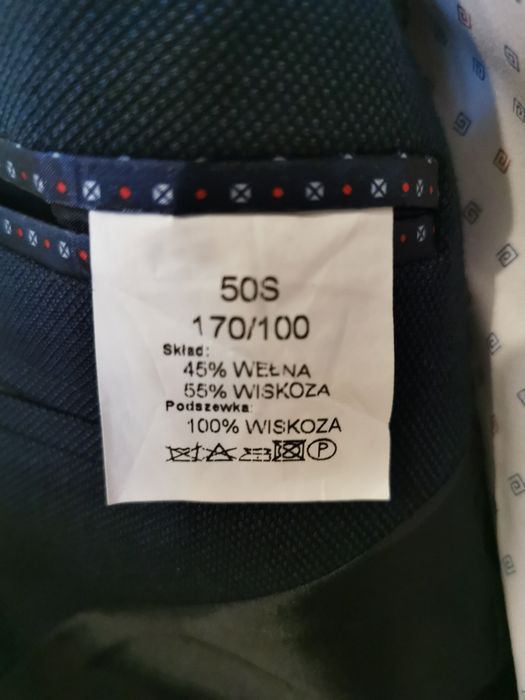 50S
170/100
Skład:
45% WEŁNA
55% WISKOZA
Podszewka:
100% WISKOZA
P